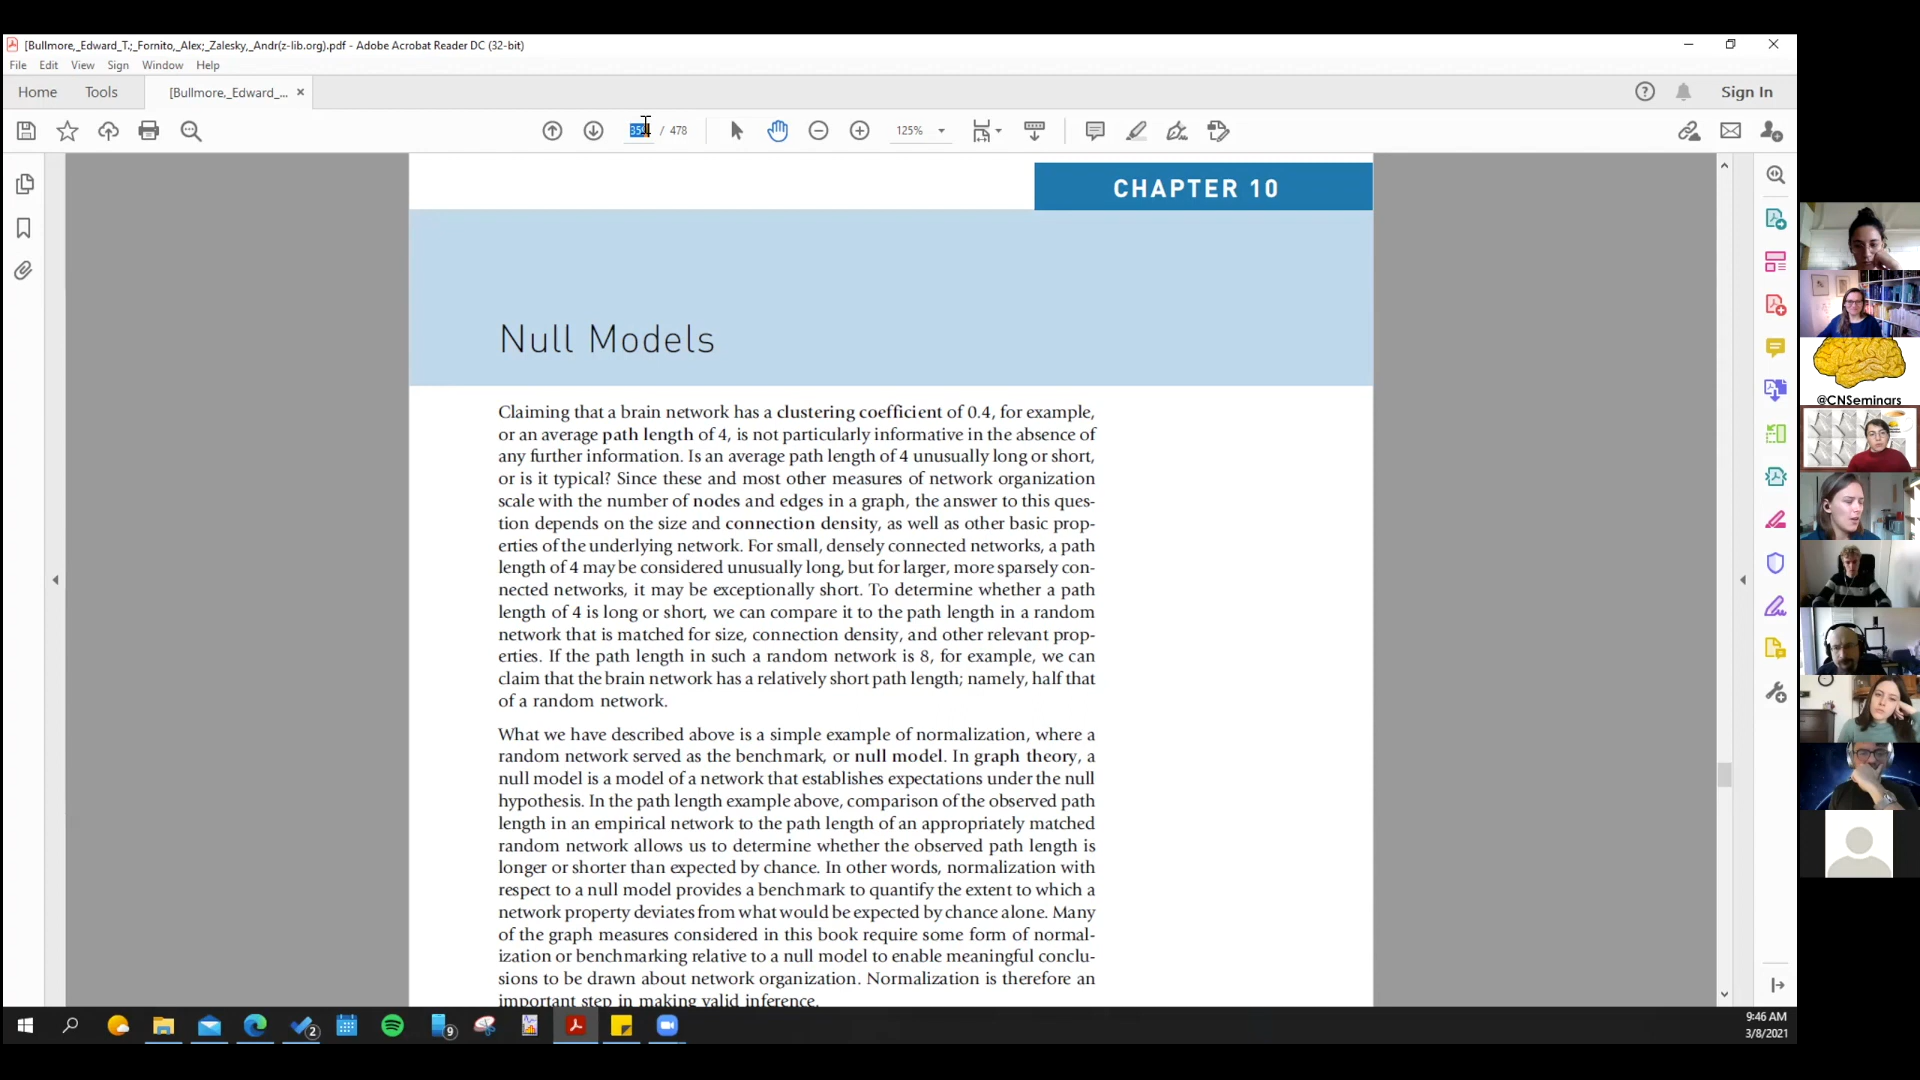 [Bullmore,_Edward_T.;_Fornito,_Alex;_Zalesky,_Andr(z-lib.org).pdf - Adobe Acrobat Reader DC (32-bit)
File Edit View Sign Window Help
Home Tools [Bullmore,_Edward_... × Sign In
/ 478 125%
CHAPTER 10
Null Models
Claiming that a brain network has a clustering coefficient of 0.4, for example,
or an average path length of 4, is not particularly informative in the absence of
any further information. Is an average path length of 4 unusually long or short,
or is it typical? Since these and most other measures of network organization
scale with the number of nodes and edges in a graph, the answer to this ques-
tion depends on the size and connection density, as well as other basic prop-
erties of the underlying network. For small, densely connected networks, a path
length of 4 may be considered unusually long, but for larger, more sparsely con-
nected networks, it may be exceptionally short. To determine whether a path
length of 4 is long or short, we can compare it to the path length in a random
network that is matched for size, connection density, and other relevant prop-
erties. If the path length in such a random network is 8, for example, we can
claim that the brain network has a relatively short path length; namely, half that
of a random network.
What we have described above is a simple example of normalization, where a
random network served as the benchmark, or null model. In graph theory, a
null model is a model of a network that establishes expectations under the null
hypothesis. In the path length example above, comparison of the observed path
length in an empirical network to the path length of an appropriately matched
random network allows us to determine whether the observed path length is
longer or shorter than expected by chance. In other words, normalization with
respect to a null model provides a benchmark to quantify the extent to which a
network property deviates from what would be expected by chance alone. Many
of the graph measures considered in this book require some form of normal-
ization or benchmarking relative to a null model to enable meaningful conclu-
sions to be drawn about network organization. Normalization is therefore an
important step in making valid inference.
@CNSeminars
2
9
9:46 AM
3/8/2021